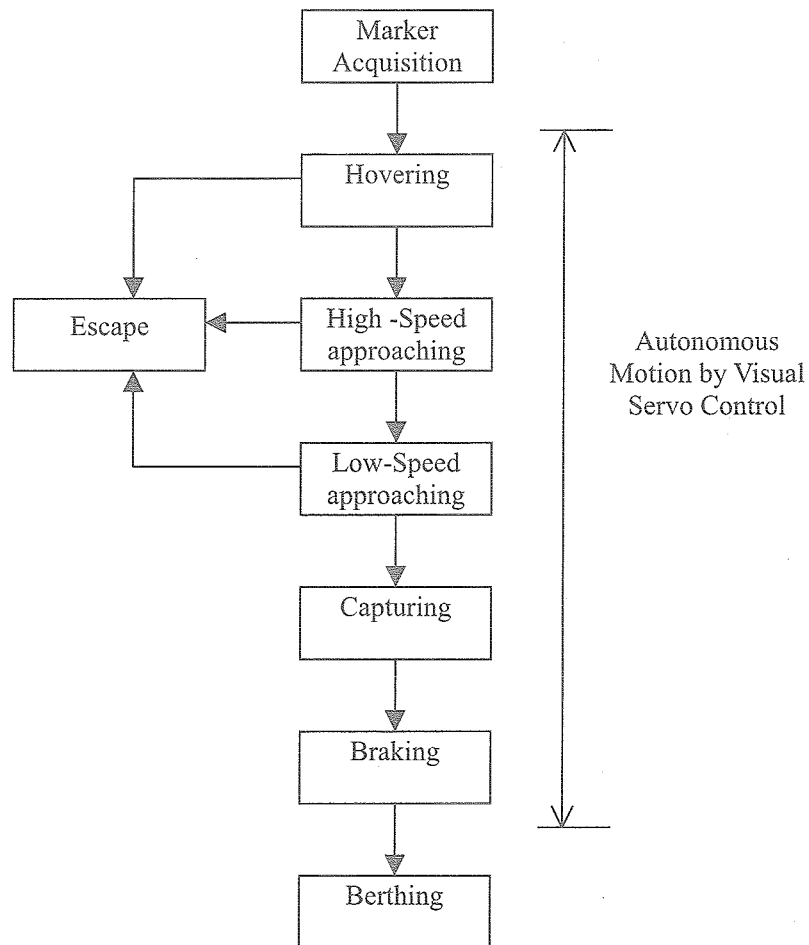 Marker
Acquisition
Hovering
Escape
High -Speed
approaching
Autonomous
Motion by Visual
Servo Control
Low-Speed
approaching
Capturing
Braking
Berthing